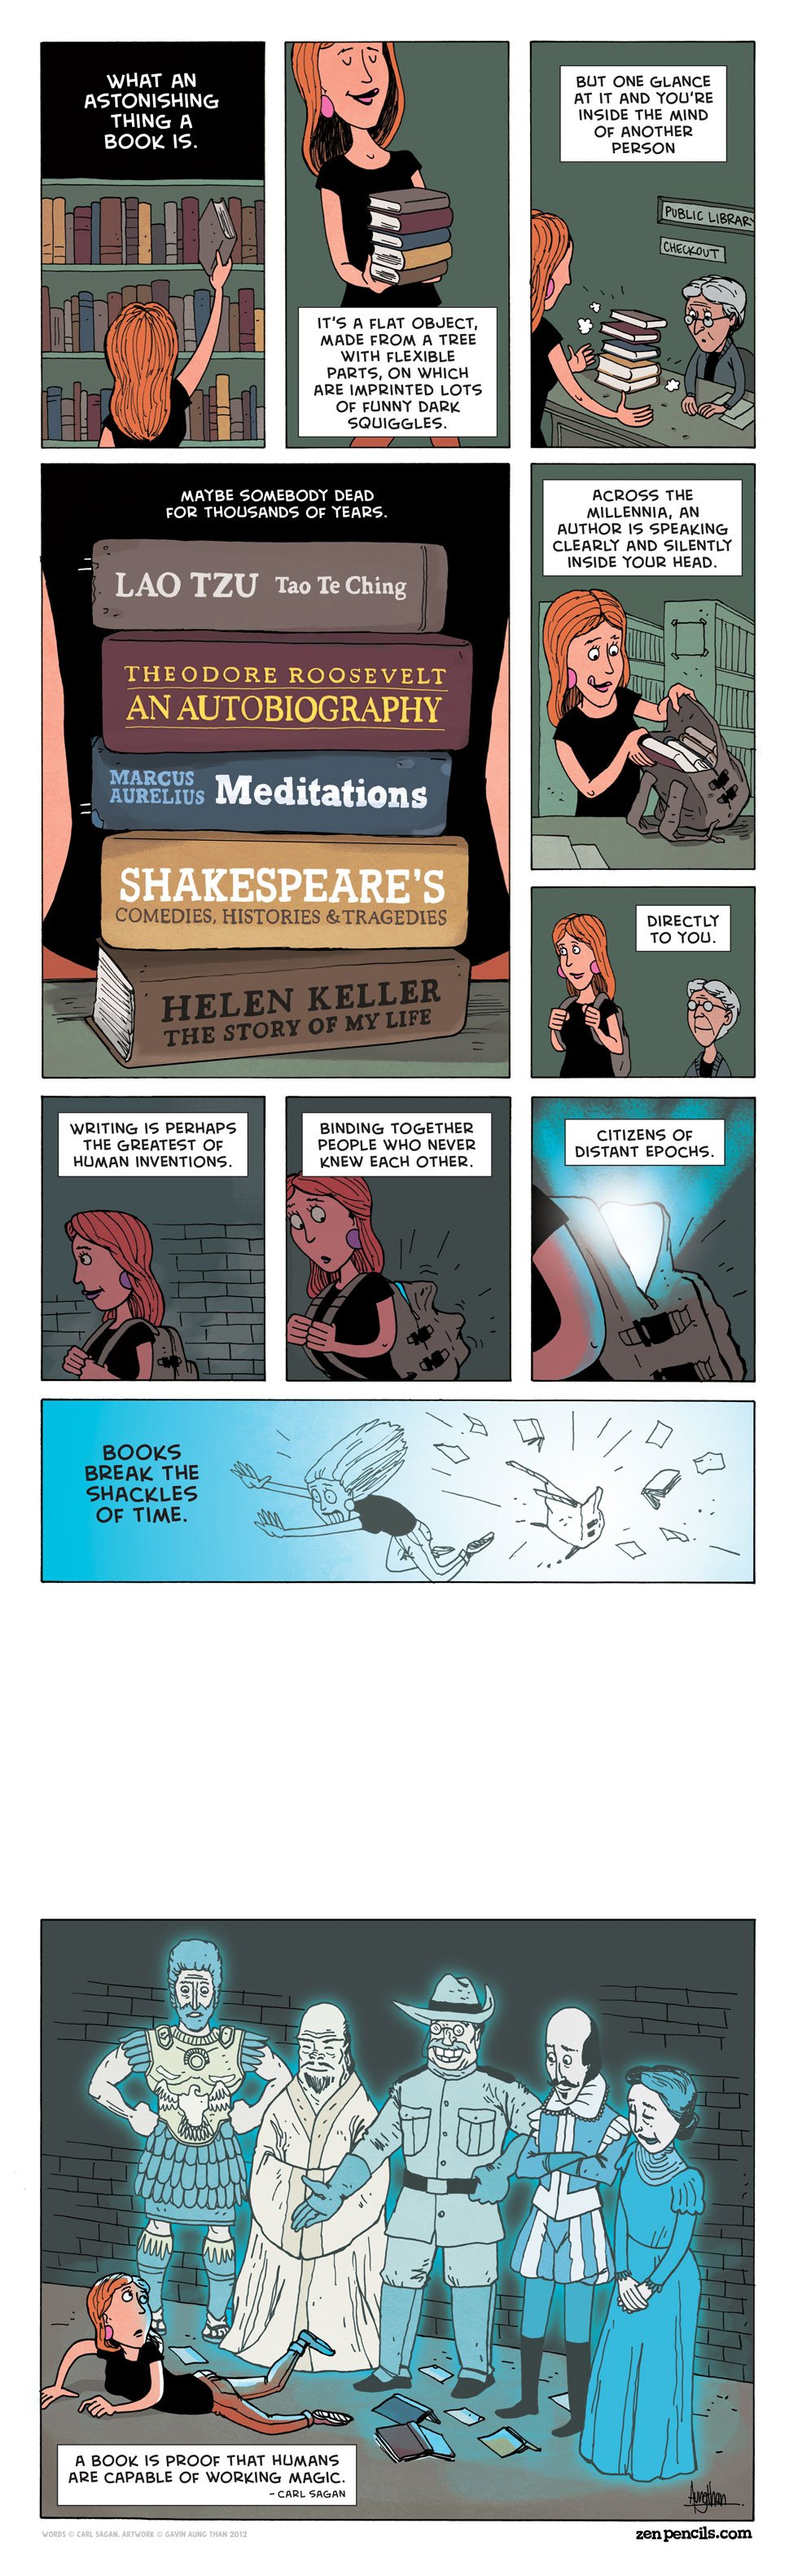 WHAT AN
ASTONISHING
THING A
BOOK IS.
IT'S A FLAT OBJECT,
MADE FROM A TREE
WITH FLEXIBLE
PARTS, ON WHICH
ARE IMPRINTED LOTS
OF FUNNY DARK
SQUIGGLES.
BUT ONE GLANCE
AT IT AND YOU'RE
INSIDE THE MIND
OF ANOTHER
PERSON
PUBLIC LIBRARY
CHECKOUT
MAYBE SOMEBODY DEAD
FOR THOUSANDS OF YEARS.
LAO TZU Tao Te Ching
THEODORE ROOSEVELT
AN AUTOBIOGRAPHY
MARCUS
AURELIUS Meditations
SHAKESPEARE'S
COMEDIES, HISTORIES & TRAGEDIES
HELEN KELLER
THE STORY OF MY LIFE
ACROSS THE
MILLENNIA, AN
AUTHOR IS SPEAKING
CLEARLY AND SILENTLY
INSIDE YOUR HEAD.
DIRECTLY
TO YOU.
WRITING IS PERHAPS
THE GREATEST OF
HUMAN INVENTIONS.
BINDING TOGETHER
PEOPLE WHO NEVER
KNEW EACH OTHER.
CITIZENS OF
DISTANT EPOCHS.
BOOKS
BREAK THE
SHACKLES
OF TIME.
A BOOK IS PROOF THAT HUMANS
ARE CAPABLE OF WORKING MAGIC.
- CARL SAGAN
AungThan
WORDS © CARL SAGAN. ARTWORK © GAVIN AUNG THAN 2012
zenpencils.com